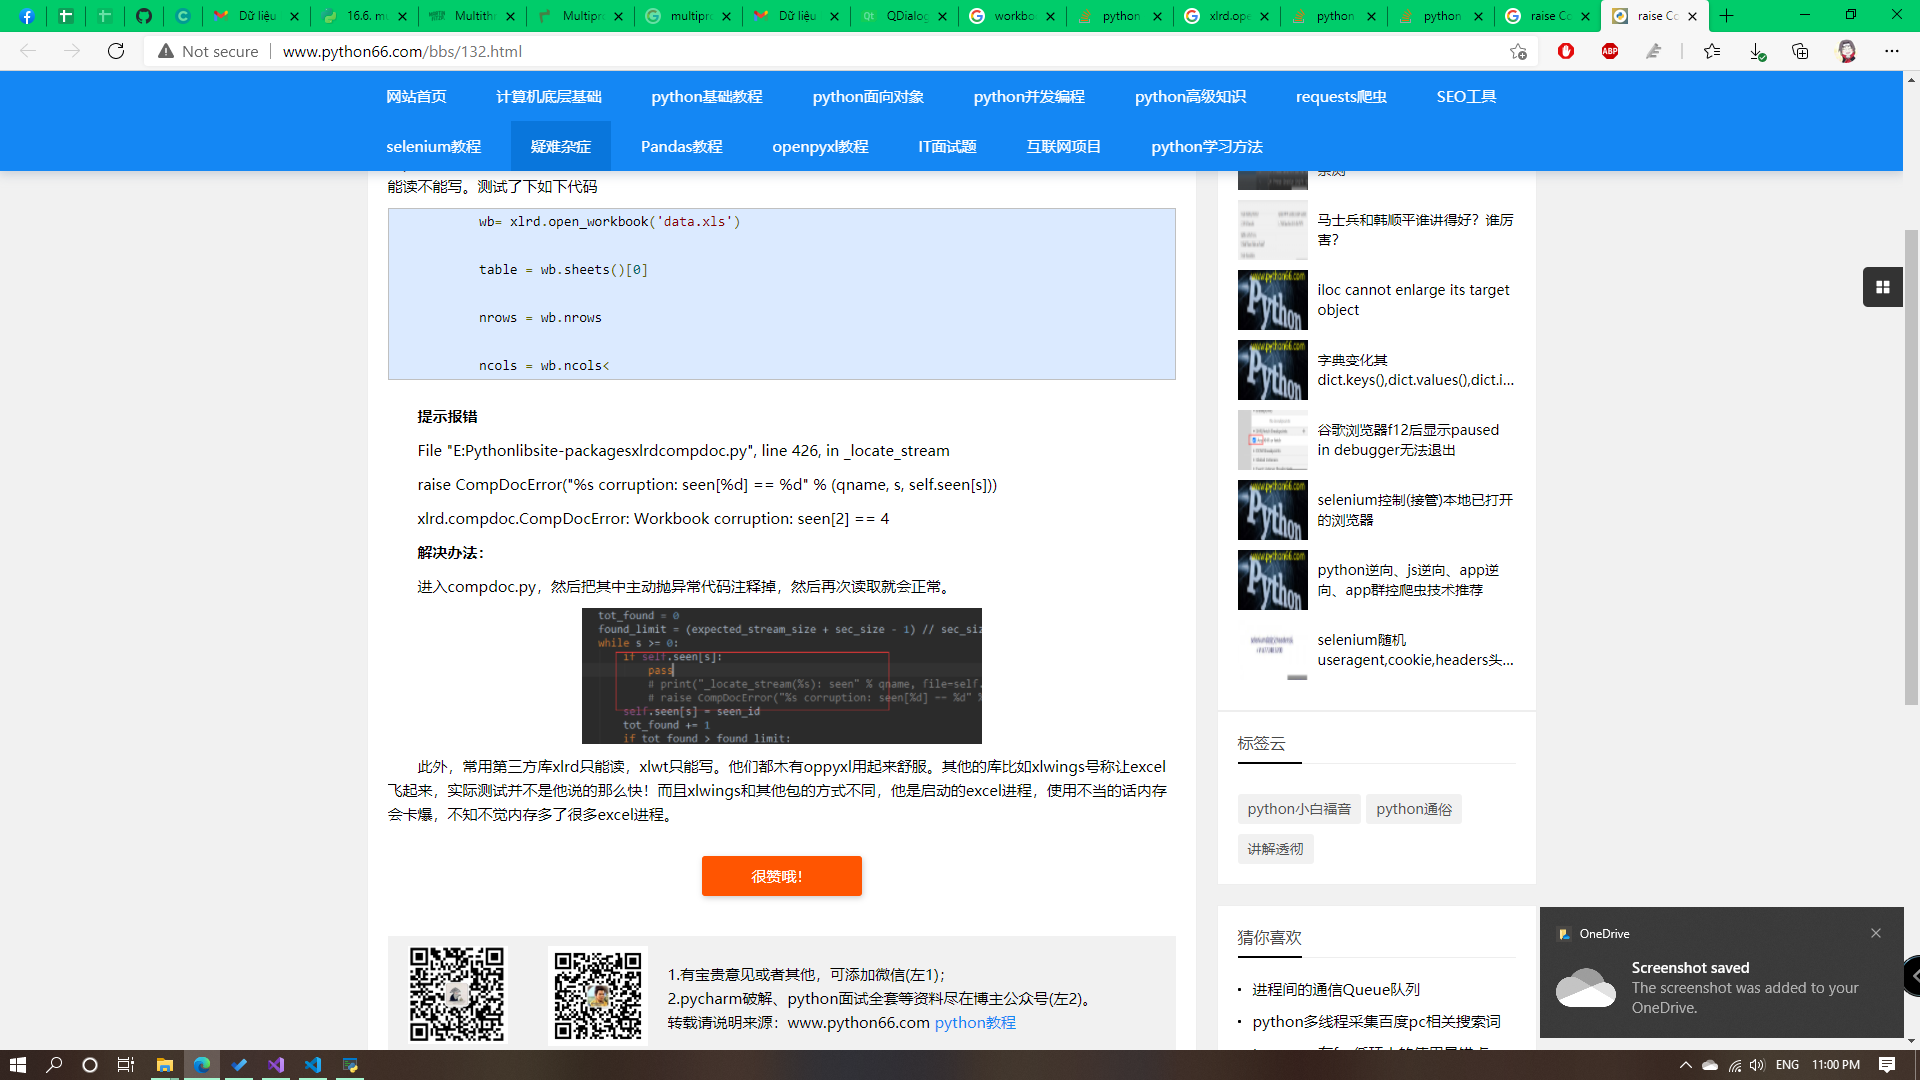 Dữ liệu
16.6. mu
Multithr
Multipro
multipro
Dữ liệu
QDialog
workbo
python
xlrd.ope
python
python
raise Co
raise Co
Not secure
www.python66.com/bbs/132.html
网站首页
计算机底层基础
python基础教程
python面向对象
python并发编程
python高级知识
requests爬虫
SEO工具
selenium教程
疑难杂症
Pandas教程
openpyxl教程
IT面试题
互联网项目
python学习方法
能读不能写。测试了下如下代码
wb= xlrd.open_workbook('data.xls')
table = wb.sheets()[0]
nrows = wb.nrows
ncols = wb.ncols<
提示报错
File "E:Pythonlibsite-packagesxlrdcompdoc.py", line 426, in _locate_stream
raise CompDocError("%s corruption: seen[%d] == %d" % (qname, s, self.seen[s]))
xlrd.compdoc.CompDocError: Workbook corruption: seen[2] == 4
解决办法：
进入compdoc.py，然后把其中主动抛异常代码注释掉，然后再次读取就会正常。
tot_found = 0
found_limit = (expected_stream_size + sec_size - 1) // sec_siz
while s >= 0:
if self.seen[s]:
pass
# print("_locate_stream(%s): seen" % qname, file=self.
# raise CompDocError("%s corruption: seen[%d] == %d" %
self.seen[s] = seen_id
tot_found += 1
if tot_found > found_limit:
此外，常用第三方库xlrd只能读，xlwt只能写。他们都木有oppyxl用起来舒服。其他的库比如xlwings号称让excel
飞起来，实际测试并不是他说的那么快！而且xlwings和其他包的方式不同，他是启动的excel进程，使用不当的话内存
会卡爆，不知不觉内存多了很多excel进程。
很赞哦！
1.有宝贵意见或者其他，可添加微信(左1)；
2.pycharm破解、python面试全套等资料尽在博主公众号(左2)。
转载请说明来源：www.python66.com python教程
马士兵和韩顺平谁讲得好？谁厉
害?
iloc cannot enlarge its target
object
字典变化其
dict.keys(),dict.values(),dict.i...
谷歌浏览器f12后显示paused
in debugger无法退出
selenium控制(接管)本地已打开
的浏览器
python逆向、js逆向、app逆
向、app群控爬虫技术推荐
selenium随机
useragent,cookie,headers头...
标签云
python小白福音
python通俗
讲解透彻
猜你喜欢
进程间的通信Queue队列
python多线程采集百度pc相关搜索词
OneDrive
Screenshot saved
The screenshot was added to your
OneDrive.
ENG
11:00 PM